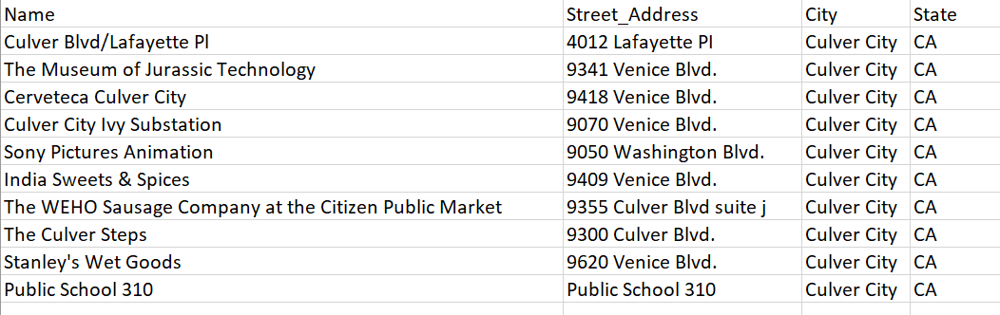 Name Street_Address City State
Culver Blvd/Lafayette Pl 4012 Lafayette Pl Culver City CA
The Museum of Jurassic Technology 9341 Venice Blvd. Culver City CA
Cerveteca Culver City 9418 Venice Blvd. Culver City CA
Culver City Ivy Substation 9070 Venice Blvd. Culver City CA
Sony Pictures Animation 9050 Washington Blvd. Culver City CA
India Sweets & Spices 9409 Venice Blvd. Culver City CA
The WEHO Sausage Company at the Citizen Public Market 9355 Culver Blvd suite j Culver City CA
The Culver Steps 9300 Culver Blvd. Culver City CA
Stanley's Wet Goods 9620 Venice Blvd. Culver City CA
Public School 310 Public School 310 Culver City CA